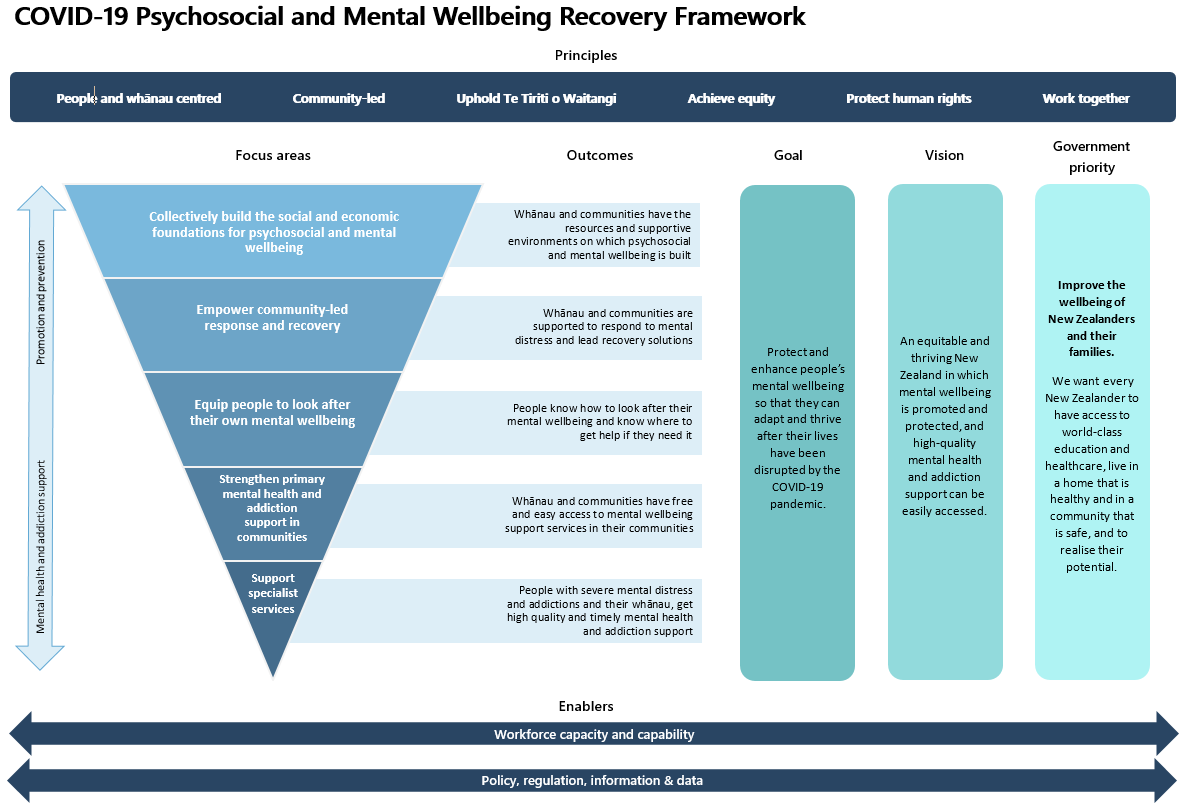 COVID-19 Psychosocial and Mental Wellbeing Recovery Framework
Principles
People and whānau centred
Community-led
Uphold Te Tiriti o Waitangi
Achieve equity
Protect human rights
Work together
Focus areas
Outcomes
Goal
Vision
Government
priority
Promotion and prevention
Mental health and addiction support
Collectively build the social and economic
foundations for psychosocial and mental
wellbeing
Whānau and communities have the
resources and supportive
environments on which psychosocial
and mental wellbeing is built
Empower community-led
response and recovery
Whānau and communities are
supported to respond to mental
distress and lead recovery solutions
Equip people to look after
their own mental wellbeing
People know how to look after their
mental wellbeing and know where to
get help if they need it
Strengthen primary
mental health and
addiction
support in
communities
Whānau and communities have free
and easy access to mental wellbeing
support services in their communities
Support
specialist
services
People with severe mental distress
and addictions and their whānau, get
high quality and timely mental health
and addiction support
Protect and
enhance people's
mental wellbeing
so that they can
adapt and thrive
after their lives
have been
disrupted by the
COVID-19
pandemic.
An equitable and
thriving New
Zealand in which
mental wellbeing
is promoted and
protected, and
high-quality
mental health
and addiction
support can be
easily accessed.
Improve the
wellbeing of
New Zealanders
and their
families.
We want every
New Zealander to
have access to
world-class
education and
healthcare, live in
a home that is
healthy and in a
community that
is safe, and to
realise their
potential.
Enablers
Workforce capacity and capability
Policy, regulation, information & data